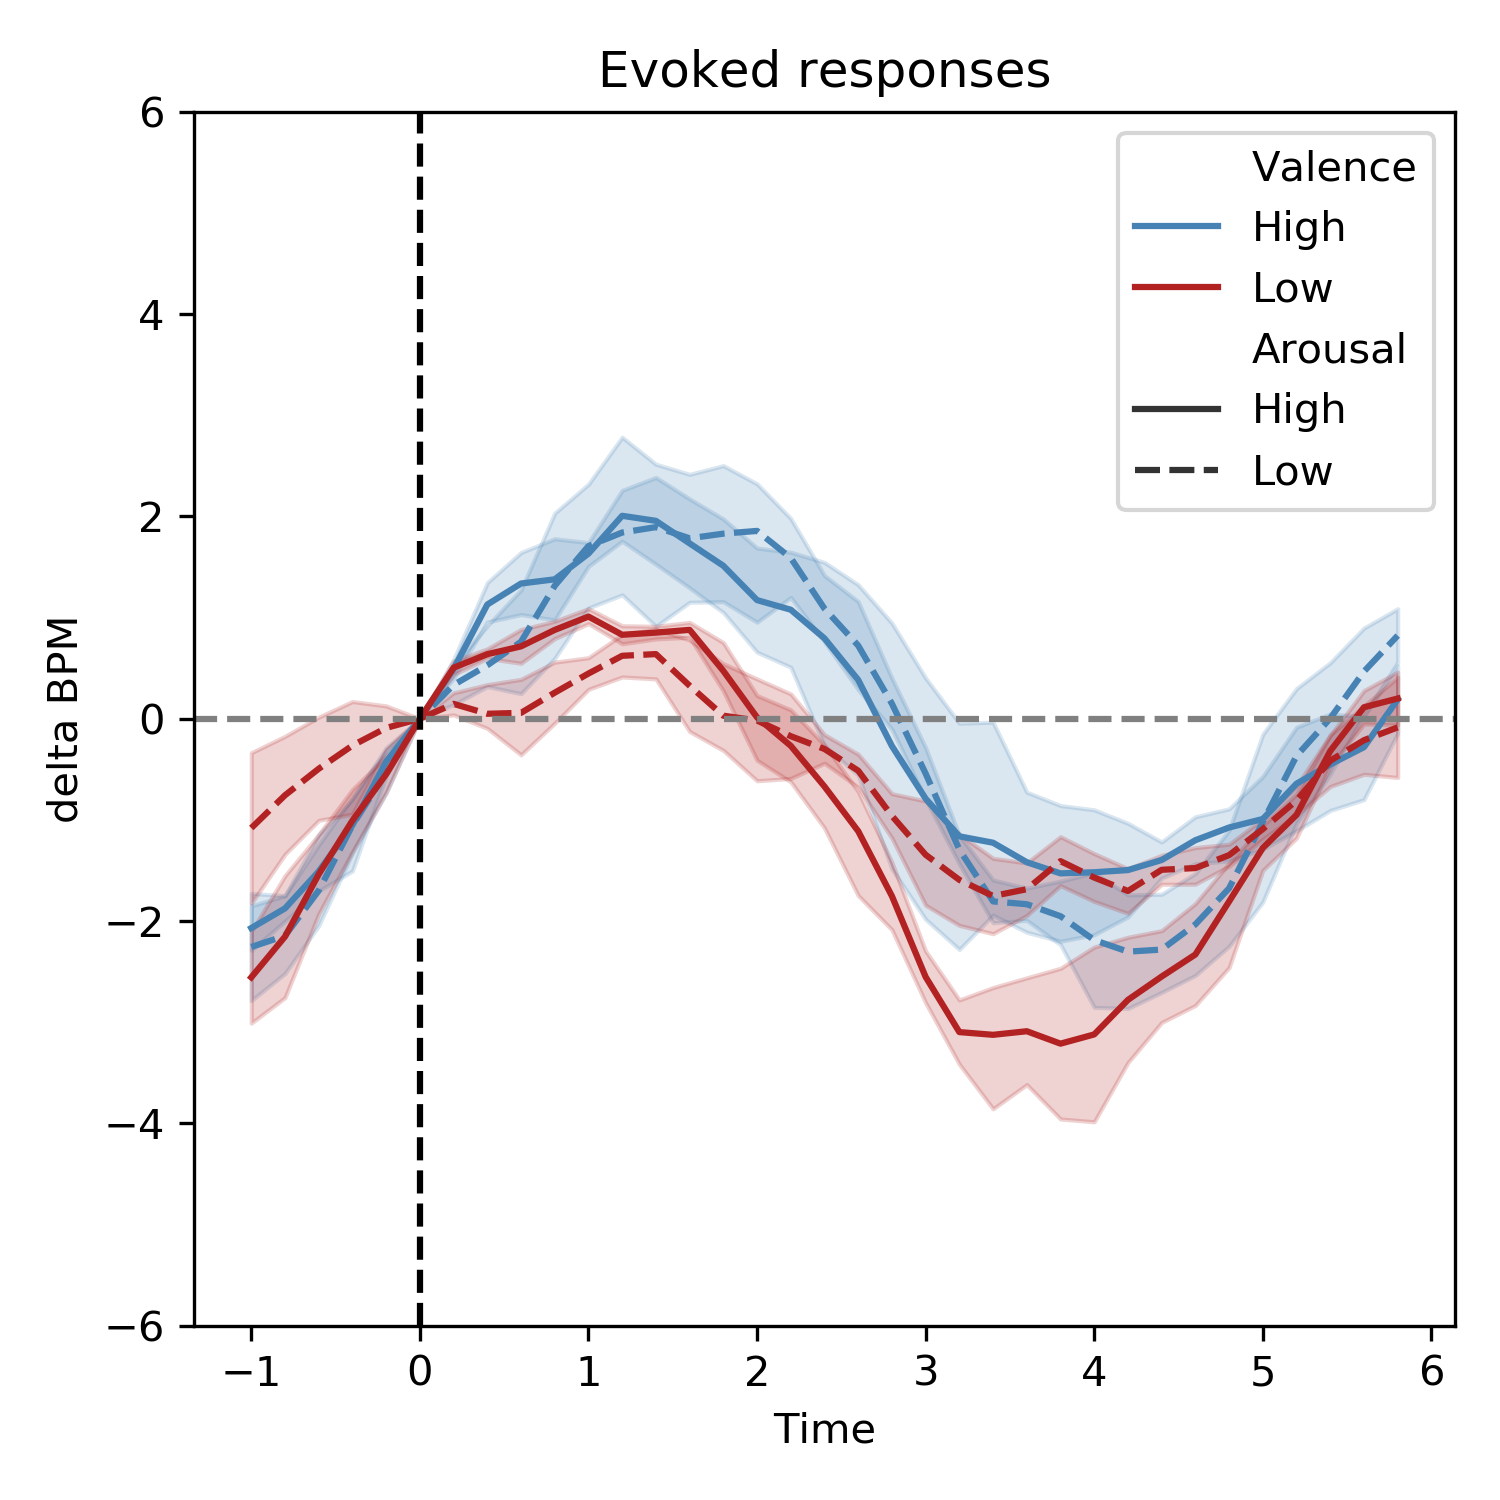 Evoked responses
6
4
2
0
−2
−4
−6
delta BPM
Valence
High
Low
Arousal
High
Low
−1 0 1 2 3 4 5 6
Time